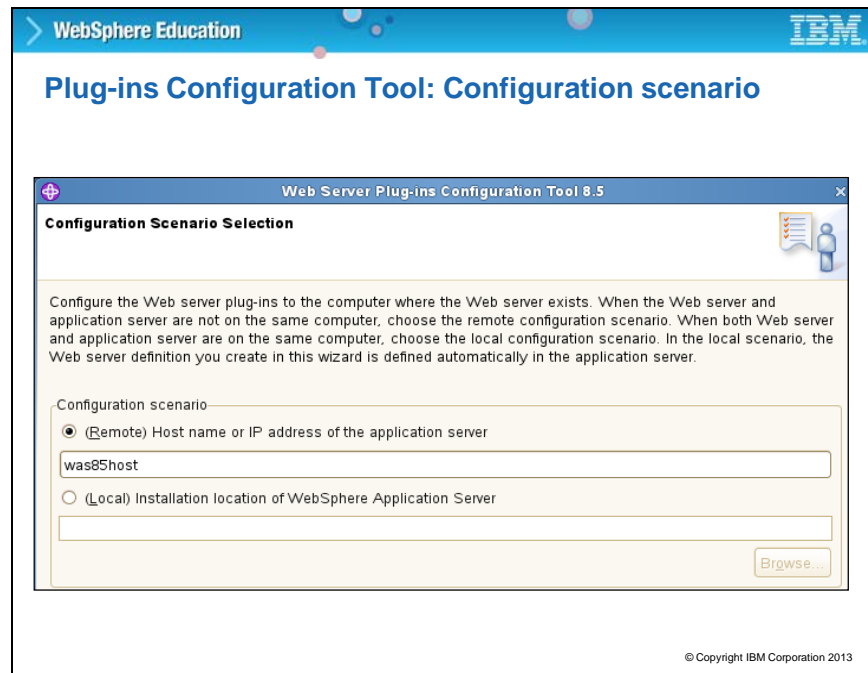 WebSphere Education
IBM
Plug-ins Configuration Tool: Configuration scenario
Web Server Plug-ins Configuration Tool 8.5
Configuration Scenario Selection
Configure the Web server plug-ins to the computer where the Web server exists. When the Web server and
application server are not on the same computer, choose the remote configuration scenario. When both Web server
and application server are on the same computer, choose the local configuration scenario. In the local scenario, the
Web server definition you create in this wizard is defined automatically in the application server.
Configuration scenario
(Remote) Host name or IP address of the application server
was85host
(Local) Installation location of WebSphere Application Server
Browse...
© Copyright IBM Corporation 2013